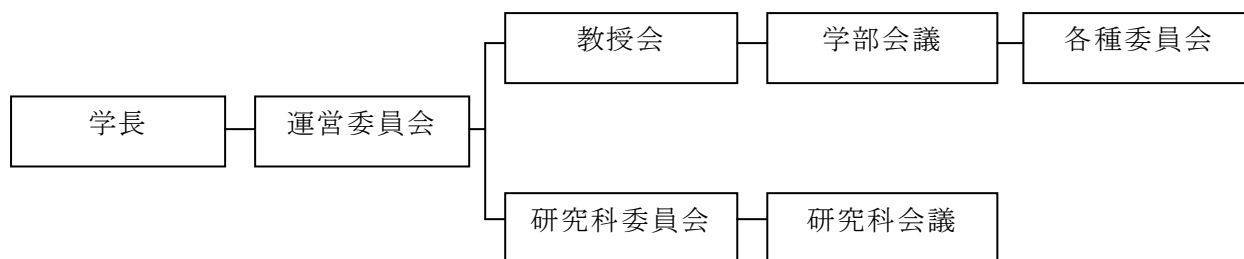 教授会
学部会議
各種委員会
学長
運営委員会
研究科委員会
研究科会議